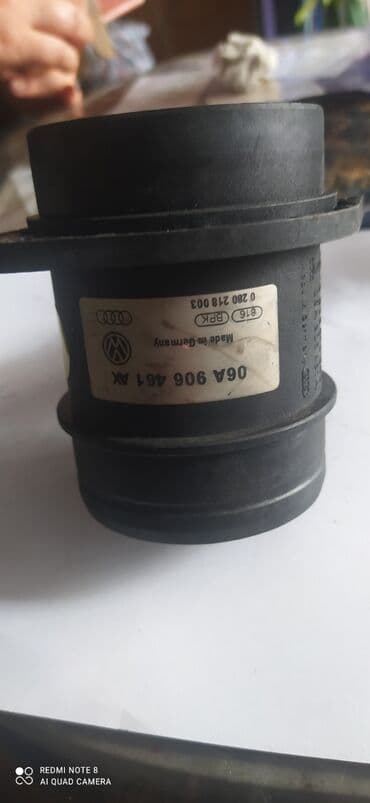 06A 906 461 AK
Made in Germany
616 BPK
0 280 218 003
REDMI NOTE 8
AI QUAD CAMERA